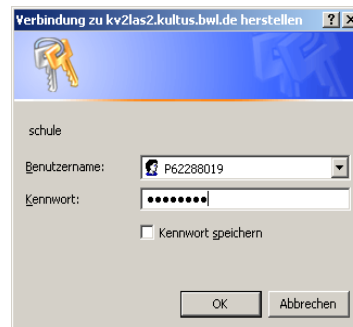 Verbindung zu kv2las2.kultus.bwl.de herstellen
schule
Benutzername: P62288019
Kennwort: ••••••••
Kennwort speichern
OK Abbrechen